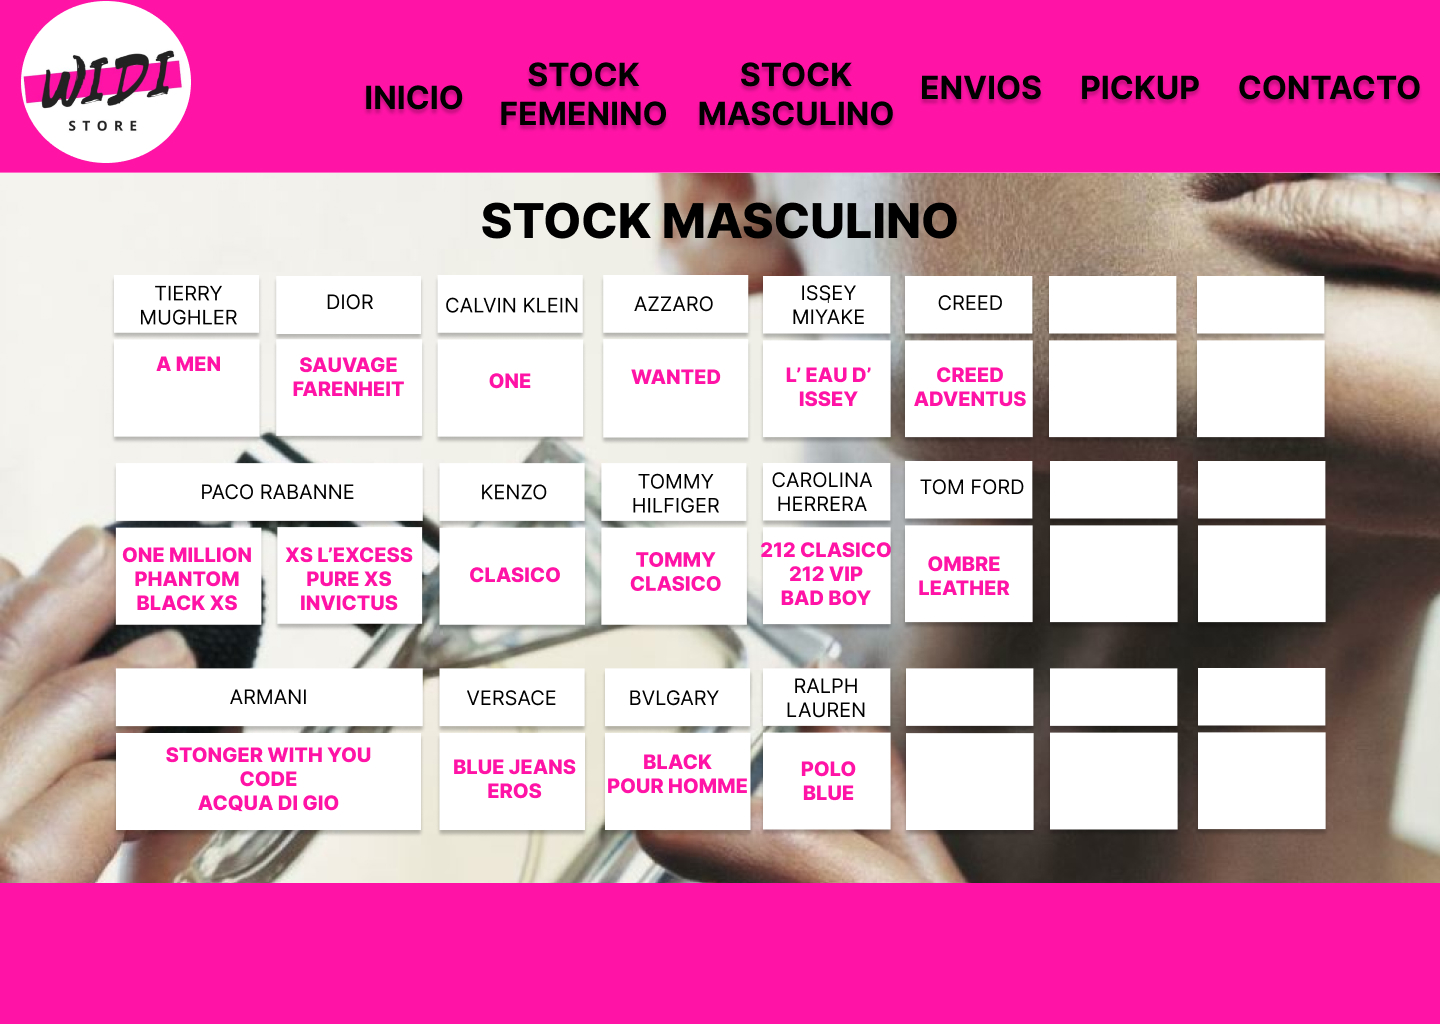 WIDI
STORE
INICIO
STOCK
FEMENINO
STOCK
MASCULINO
ENVIOS
PICKUP
CONTACTO
STOCK MASCULINO
TIERRY
MUGHLER
DIOR
CALVIN KLEIN
AZZARO
ISSEY
MIYAKE
CREED
A MEN
SAUVAGE
FARENHEIT
ONE
WANTED
L’ EAU D’
ISSEY
CREED
ADVENTUS
PACO RABANNE
KENZO
TOMMY
HILFIGER
CAROLINA
HERRERA
TOM FORD
ONE MILLION
PHANTOM
BLACK XS
XS L’EXCESS
PURE XS
INVICTUS
CLASICO
TOMMY
CLASICO
212 CLASICO
212 VIP
BAD BOY
OMBRE
LEATHER
ARMANI
VERSACE
BVLGARY
RALPH
LAUREN
STONGER WITH YOU
CODE
ACQUA DI GIO
BLUE JEANS
EROS
BLACK
POUR HOMME
POLO
BLUE